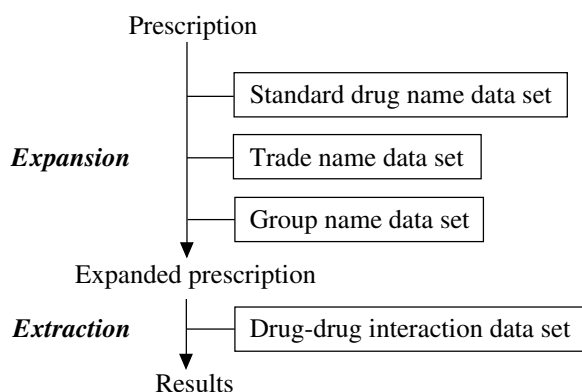 Prescription
Standard drug name data set
Expansion
Trade name data set
Group name data set
Expanded prescription
Extraction
Drug-drug interaction data set
Results